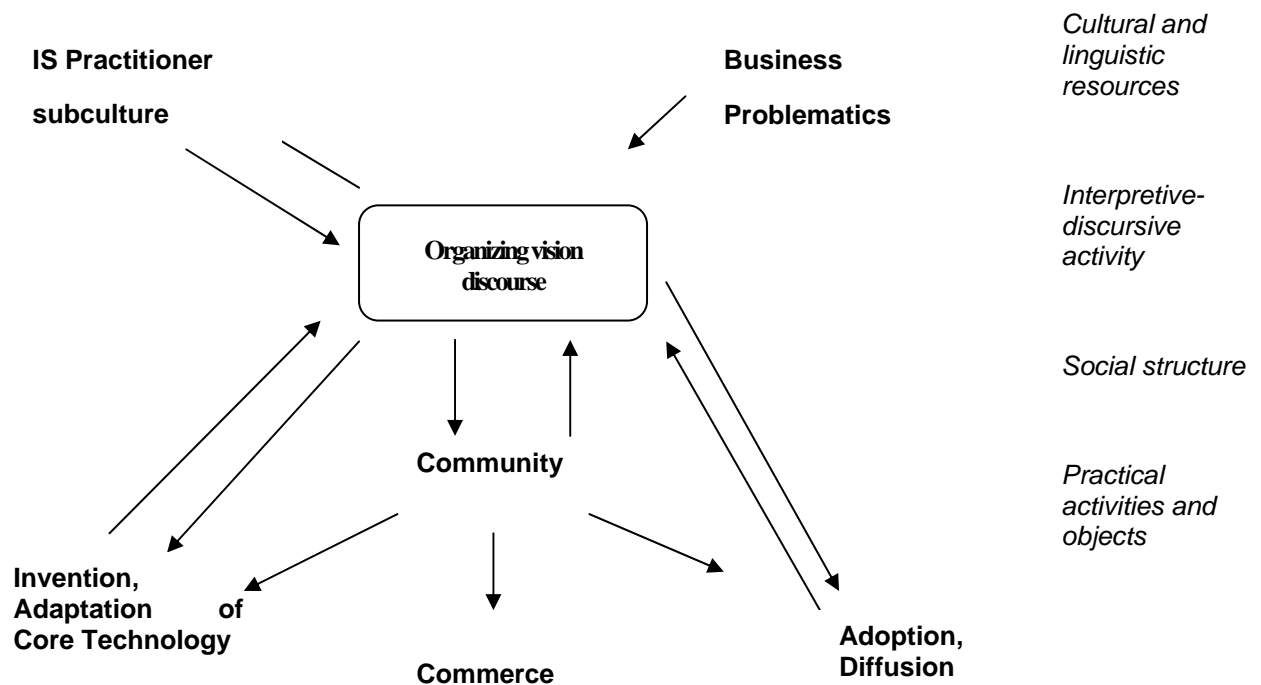 IS Practitioner
subculture
Business
Problematics
Cultural and
linguistic
resources
Organizing vision
discourse
Interpretive-
discursive
activity
Social structure
Community
Practical
activities and
objects
Invention,
Adaptation of
Core Technology
Commerce
Adoption,
Diffusion